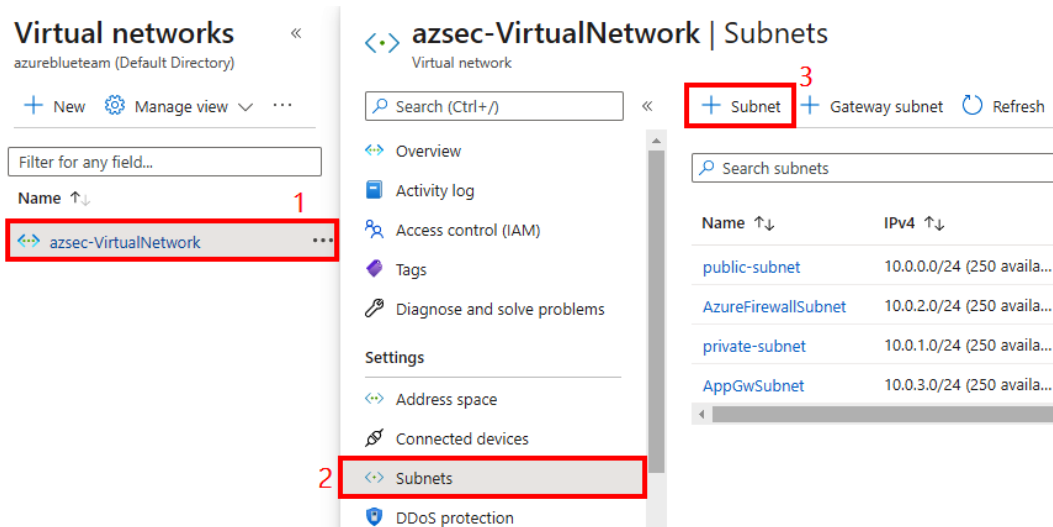 Virtual networks
«
azureblueteam (Default Directory)
+ New Manage view ...
Filter for any field...
Name ↑↓
1
azsec-VirtualNetwork ...
azsec-VirtualNetwork | Subnets
Virtual network
Search (Ctrl+/)
«
Overview
Activity log
Access control (IAM)
Tags
Diagnose and solve problems
Settings
Address space
Connected devices
2
Subnets
DDoS protection
3
+ Subnet + Gateway subnet Refresh
Search subnets
Name ↑↓ IPv4 ↑↓
public-subnet 10.0.0.0/24 (250 availa...
AzureFirewallSubnet 10.0.2.0/24 (250 availa...
private-subnet 10.0.1.0/24 (250 availa...
AppGwSubnet 10.0.3.0/24 (250 availa...